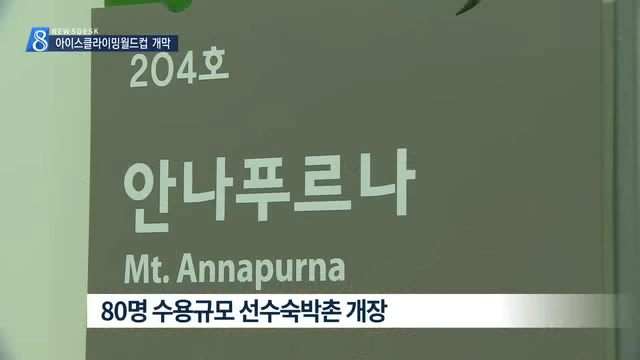 NEWSDESK
8 아이스클라이밍월드컵 개막
204호
안나푸르나
Mt. Annapurna
80명 수용규모 선수숙박촌 개장